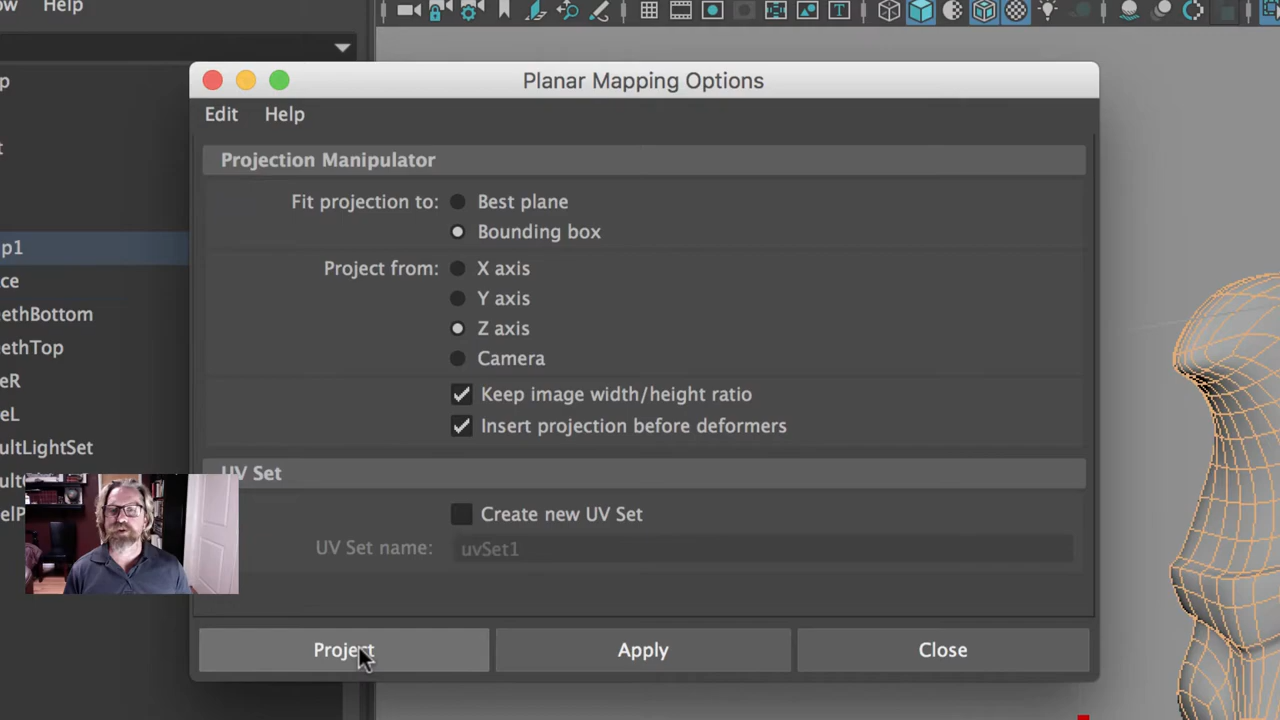 Help
Planar Mapping Options
p
Edit Help
t
Projection Manipulator
Fit projection to: Best plane
p1 Bounding box
Project from: X axis
ce
Y axis
eethBottom
Z axis
eethTop
Camera
eR
Keep image width/height ratio
eL
Insert projection before deformers
ultLightSet
UV Set
Create new UV Set
UV Set name: uvSet1
Project Apply Close